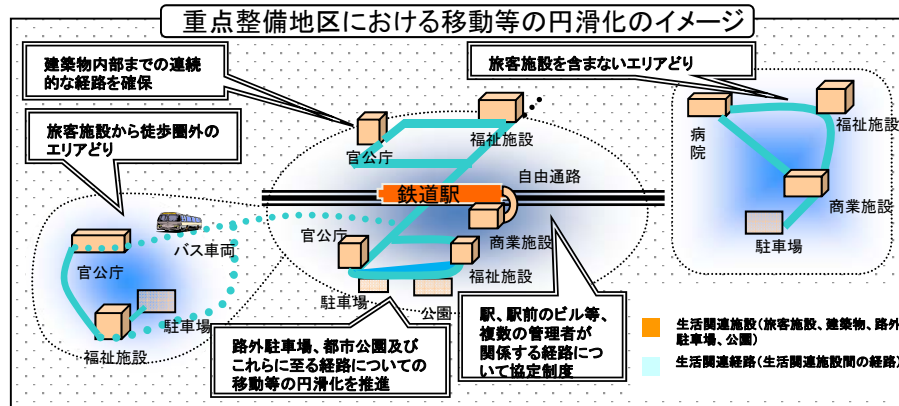 重点整備地区における移動等の円滑化のイメージ
建築物内部までの連続
的な経路を確保
旅客施設を含まないエリアどり
旅客施設から徒歩圏外の
エリアどり
官公庁
福祉施設
病院
福祉施設
自由通路
鉄道駅
商業施設
駐車場
バス車両
官公庁
官公庁
商業施設
福祉施設
駐車場
公園
駐車場
福祉施設
路外駐車場、都市公園及び
これらに至る経路についての
移動等の円滑化を推進
駅、駅前のビル等、
複数の管理者が
関係する経路につ
いて協定制度
生活関連施設(旅客施設、建築物、路外
駐車場、公園)
生活関連経路(生活関連施設間の経路)